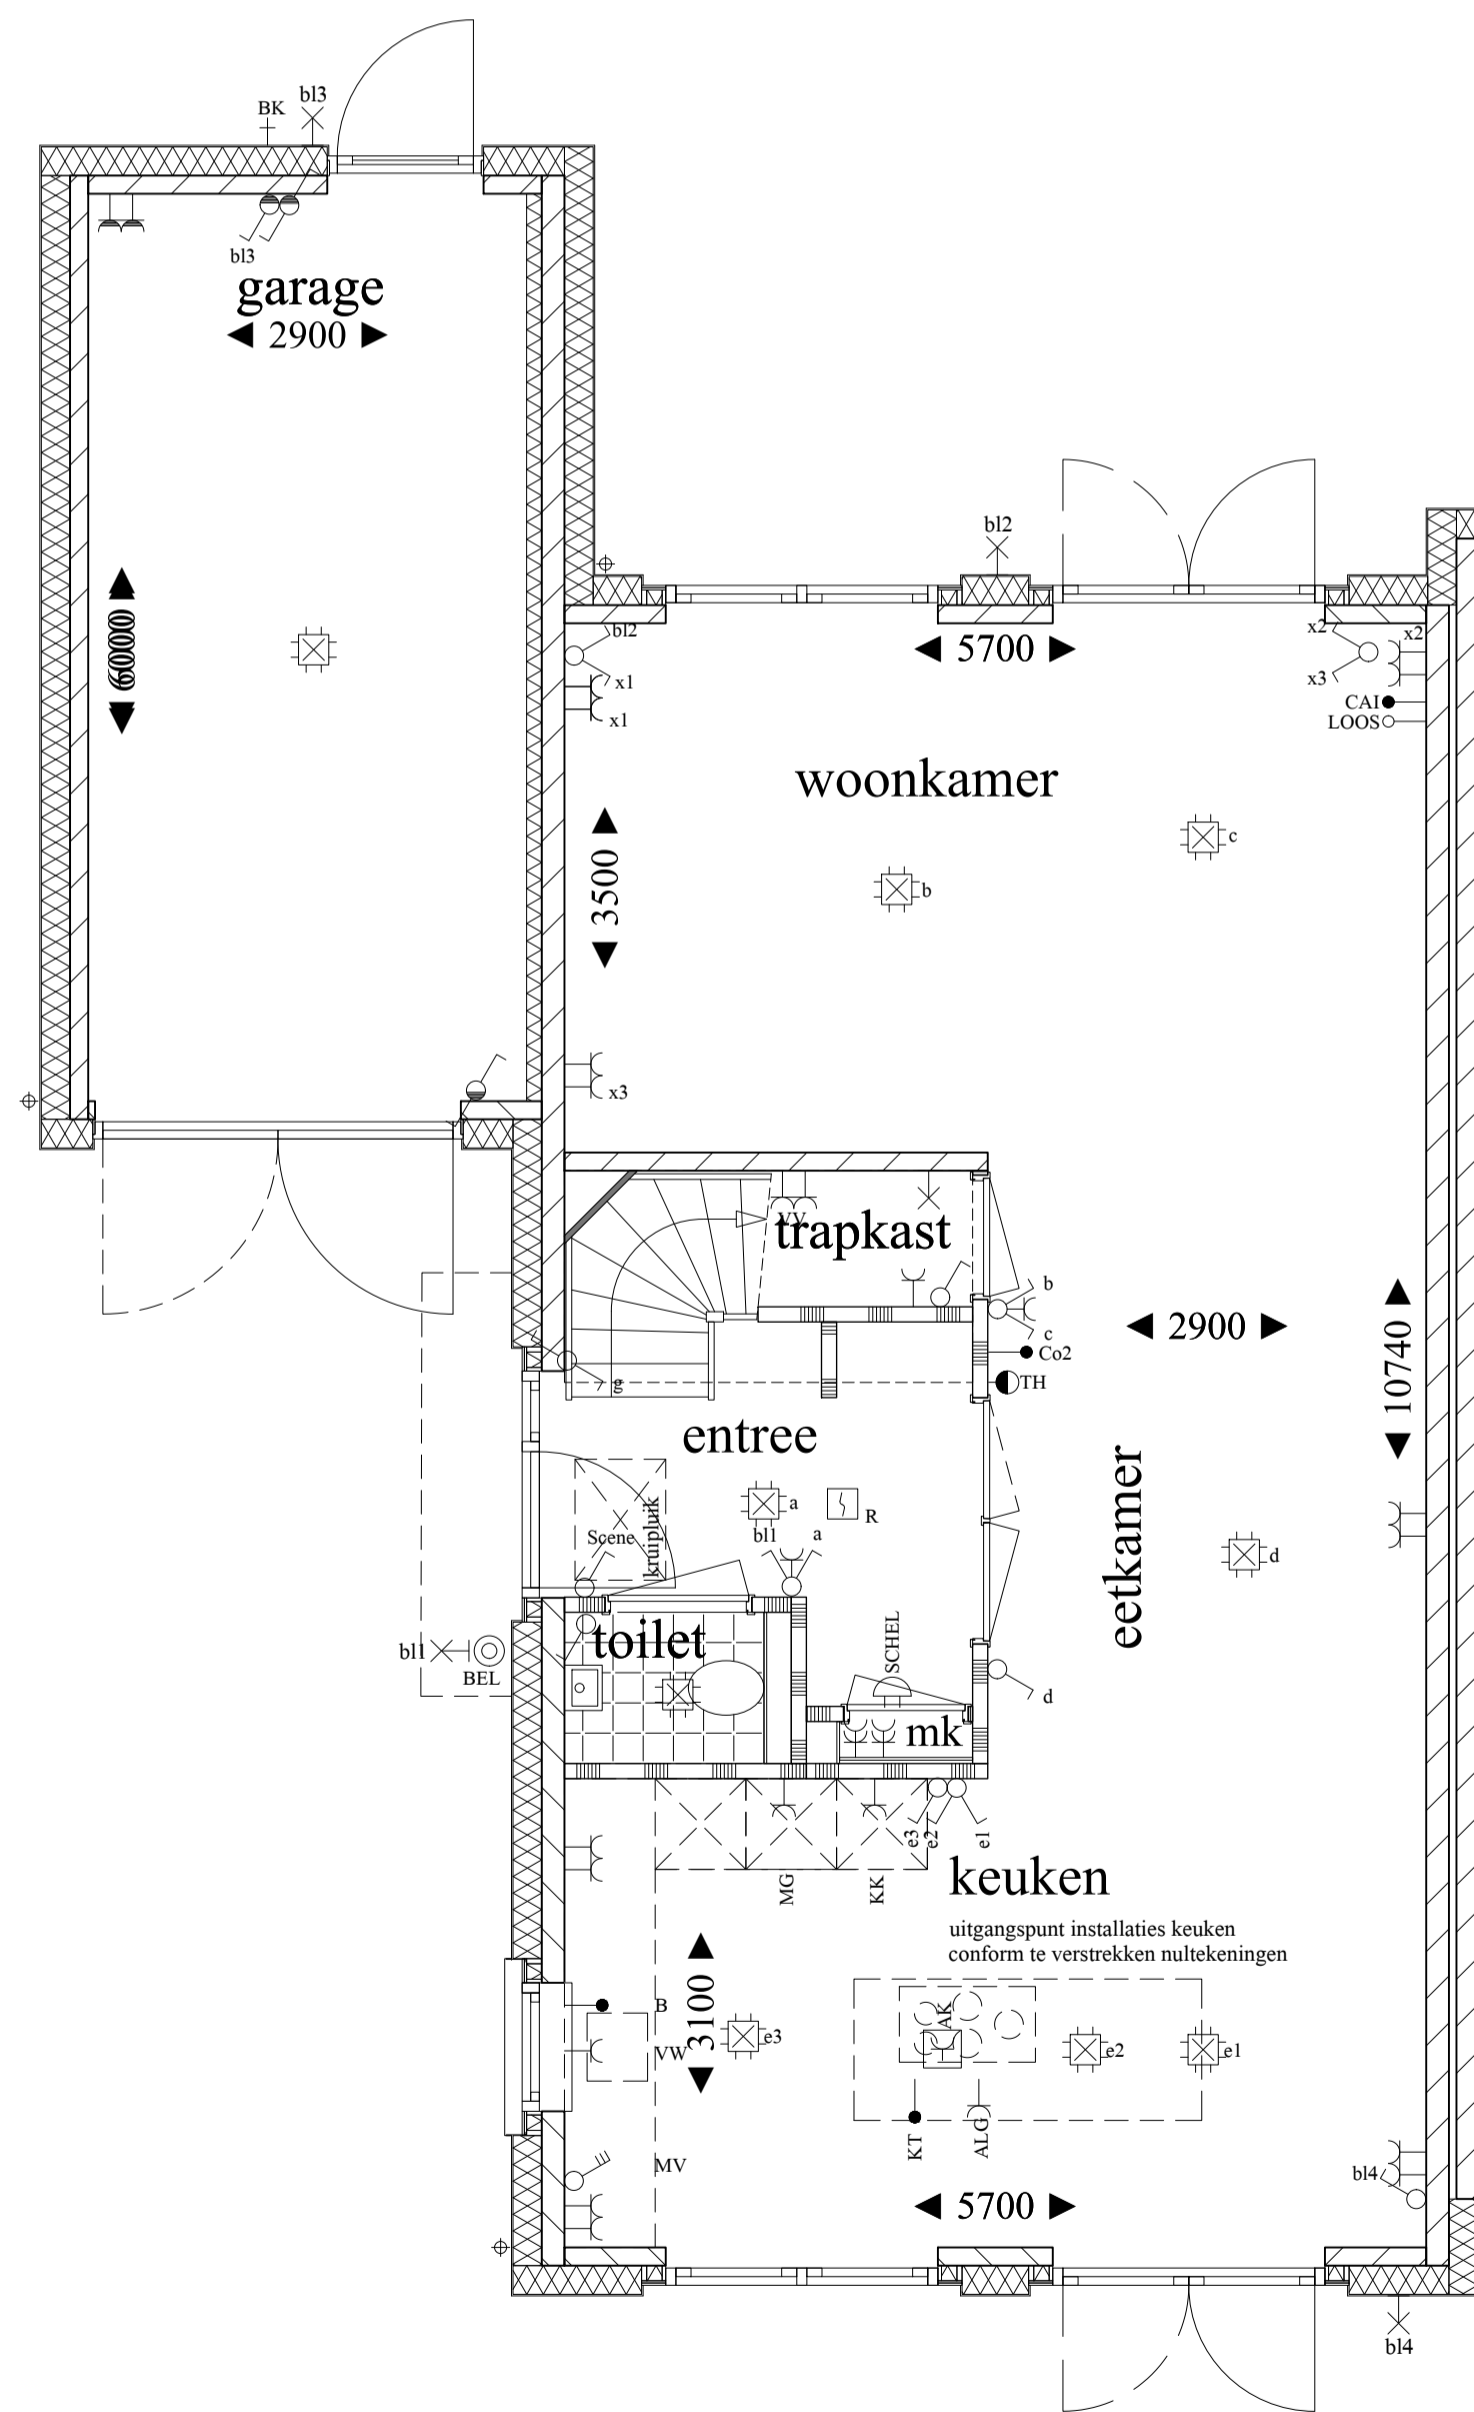 bl3
BK
bl3
garage
2900
6000
bl2
bl2
x1
x1
5700
x2
x2
x3
CAI
LOOS
woonkamer
c
b
3500
x3
VV
trapkast
b
c
Co2
TH
g
2900
10740
entree
a
R
bl1
a
Scene
kruipluik
eetkamer
d
toilet
SCHEL
bl1
BEL
d
mk
e3
e2
e1
MG
KK
keuken
uitgangspunt installaties keuken
conform te verstrekken nultekeningen
B
VW
3100
e3
AK
e2
e1
KT
ALG
MV
5700
bl4
bl4